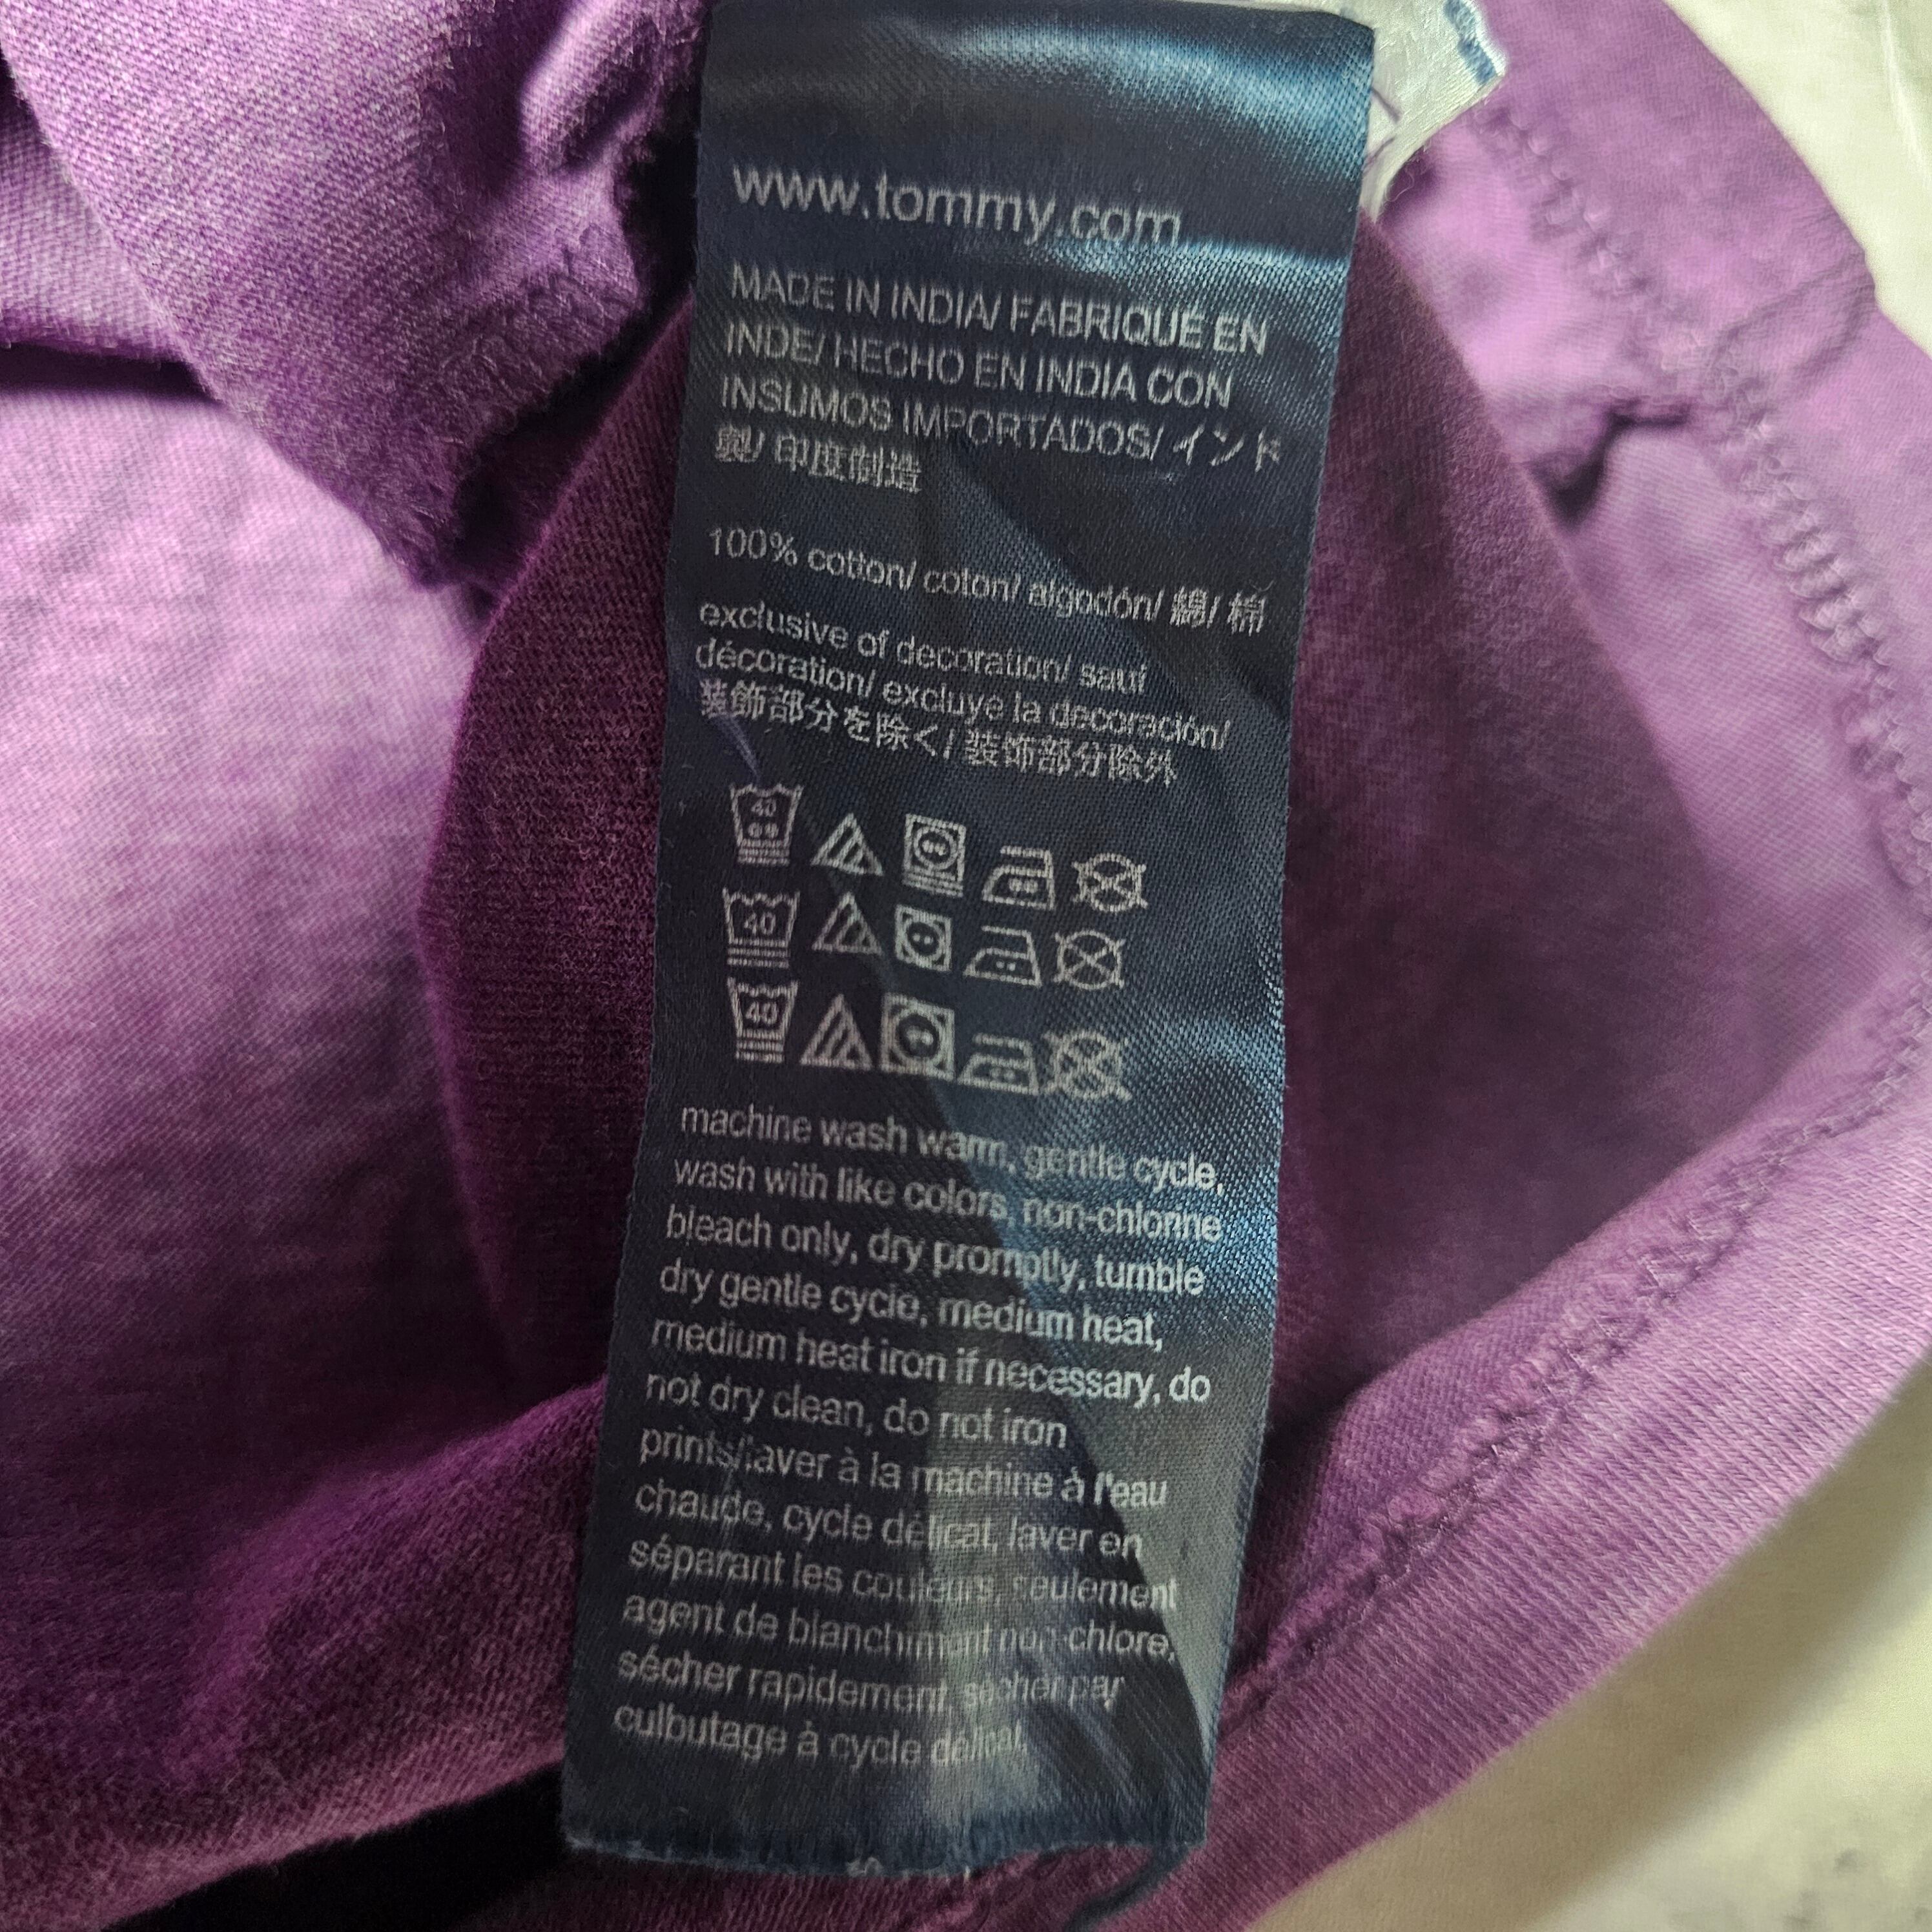 www.tommy.com
MADE IN INDIA/ FABRIQUÉ EN
INDE/ HECHO EN INDIA CON
INSUMOS IMPORTADOS/ インド
製/ 印度制造
100% cotton/ coton/ algodón/ 綿/ 棉
exclusive of decoration/ sauf
décoration/ excluye la decoración/
装飾部分を除く/ 装饰部分除外
40
40
40
machine wash warm, gentle cycle,
wash with like colors, non-chlorine
bleach only, dry promptly, tumble
dry gentle cycle, medium heat,
medium heat iron if necessary, do
not dry clean, do not iron
prints/laver à la machine à l'eau
chaude, cycle délicat, laver en
séparant les couleurs, seulement
agent de blanchiment non-chlore,
sécher rapidement, sécher par
culbutage à cycle délicat,